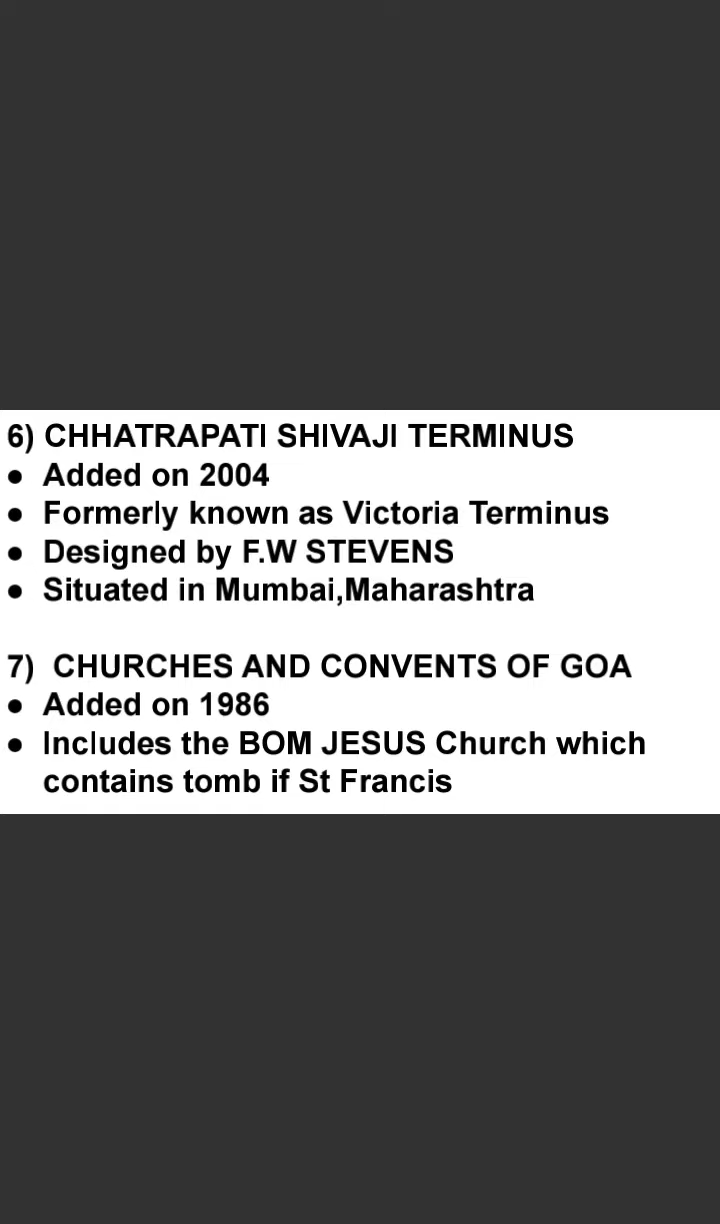 6) CHHATRAPATI SHIVAJI TERMINUS
● Added on 2004
● Formerly known as Victoria Terminus
● Designed by F.W STEVENS
● Situated in Mumbai,Maharashtra
7) CHURCHES AND CONVENTS OF GOA
● Added on 1986
● Includes the BOM JESUS Church which
contains tomb if St Francis